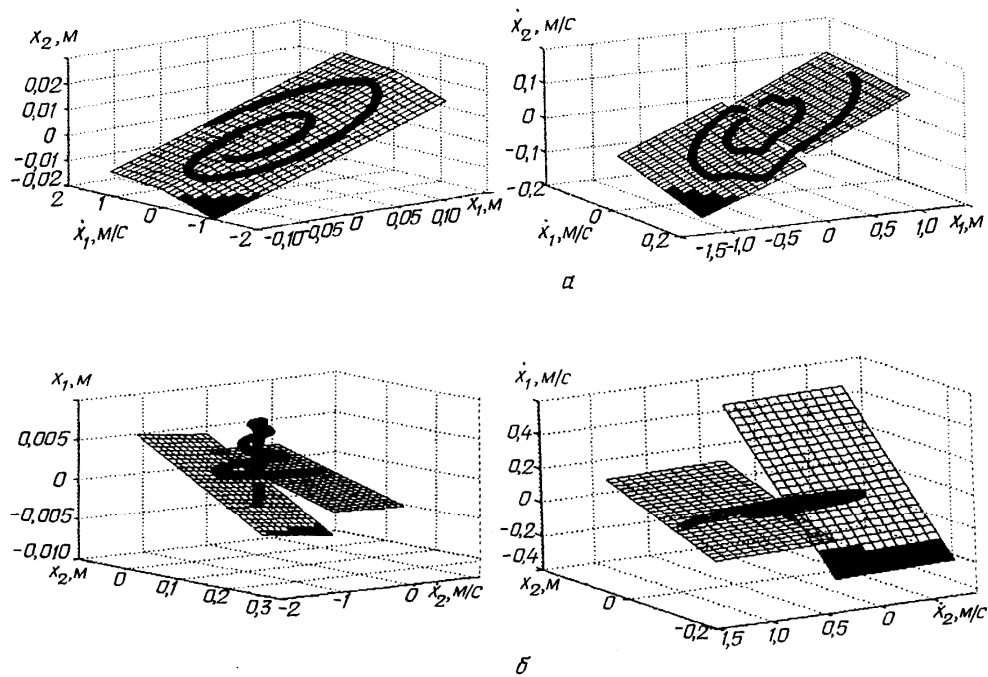 x₂, м
0,02
0,01
0
-0,01
-0,02
2 1 0 -1 -2
ẋ₁, м/с
-0,10 -0,05 0 0,05 0,10 x₁, м
ẋ₂, м/с
0,1
0
-0,1
-0,2
0 0,2
ẋ₁, м/с
-1,5 -1,0 -0,5 0 0,5 1,0 x₁, м
а
x₁, м
0,005
0
-0,005
-0,010
x₂, м 0 0,1 0,2 0,3
-2 -1 0 ẋ₂, м/с
ẋ₁, м/с
0,4
0,2
0
-0,2
-0,4
x₂, м 0 -0,2
1,5 1,0 0,5 0 ẋ₂, м/с
б